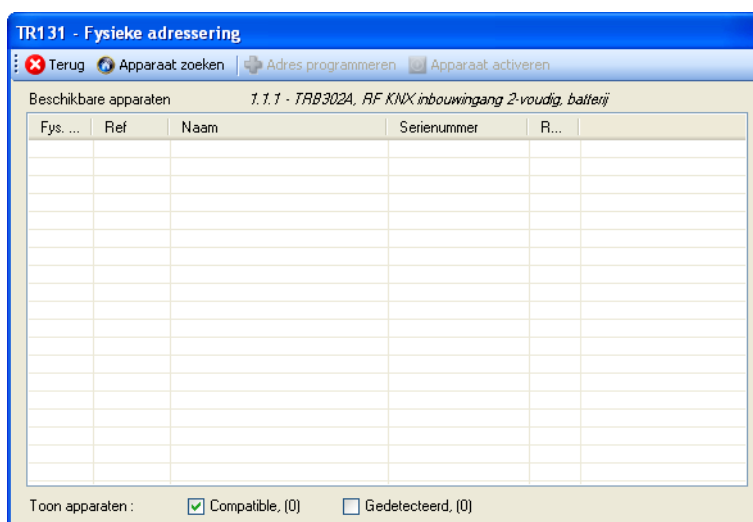 TR131 - Fysieke adressering
Terug Apparaat zoeken Adres programmeren Apparaat activeren
Beschikbare apparaten 1.1.1 - TRB302A, RF KNX inbouwingang 2-voudig, batterij
Fys. ... Ref Naam Serienummer R...
Toon apparaten : Compatible, (0) Gedetecteerd, (0)